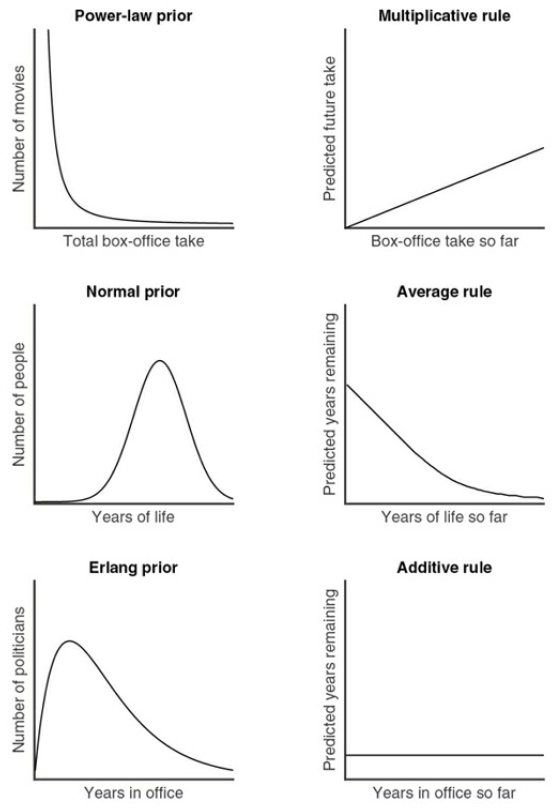 Power-law prior
Number of movies
Total box-office take
Multiplicative rule
Predicted future take
Box-office take so far
Normal prior
Number of people
Years of life
Average rule
Predicted years remaining
Years of life so far
Erlang prior
Number of politicians
Years in office
Additive rule
Predicted years remaining
Years in office so far